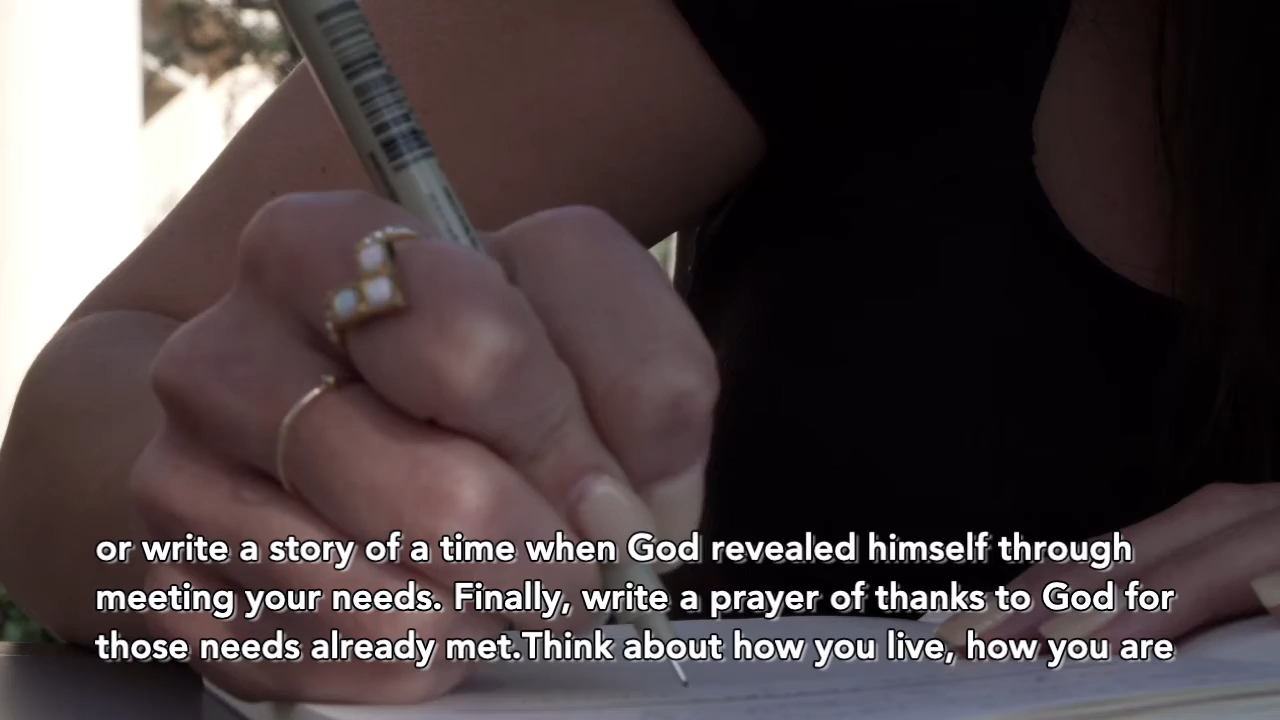 or write a story of a time when God revealed himself through
meeting your needs. Finally, write a prayer of thanks to God for
those needs already met.Think about how you live, how you are